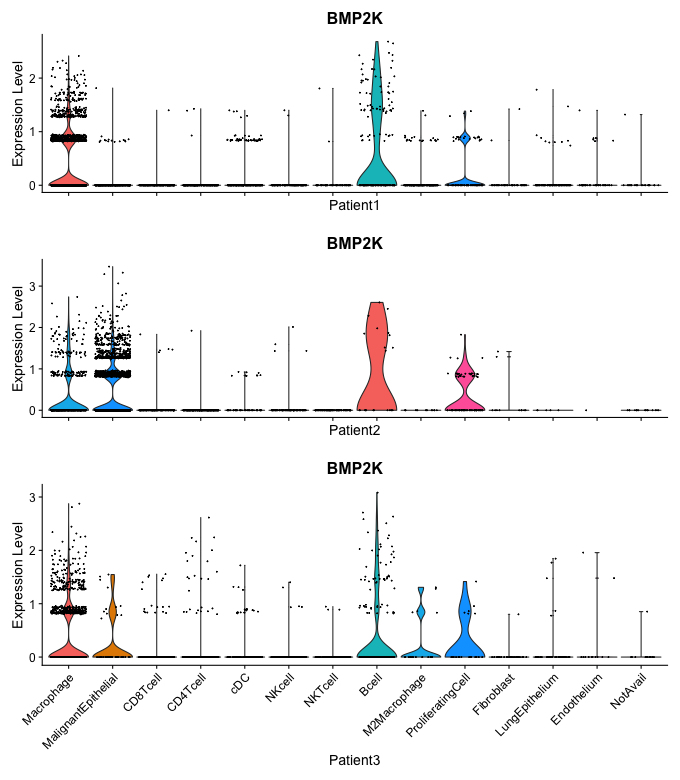 BMP2K
Expression Level
2
1
0
Patient1
BMP2K
Expression Level
3
2
1
0
Patient2
BMP2K
Expression Level
3
2
1
0
Macrophage
MalignantEpithelial
CD8Tcell
CD4Tcell
cDC
NKcell
NKTcell
Bcell
M2Macrophage
ProliferatingCell
Fibroblast
LungEpithelium
Endothelium
NotAvail
Patient3